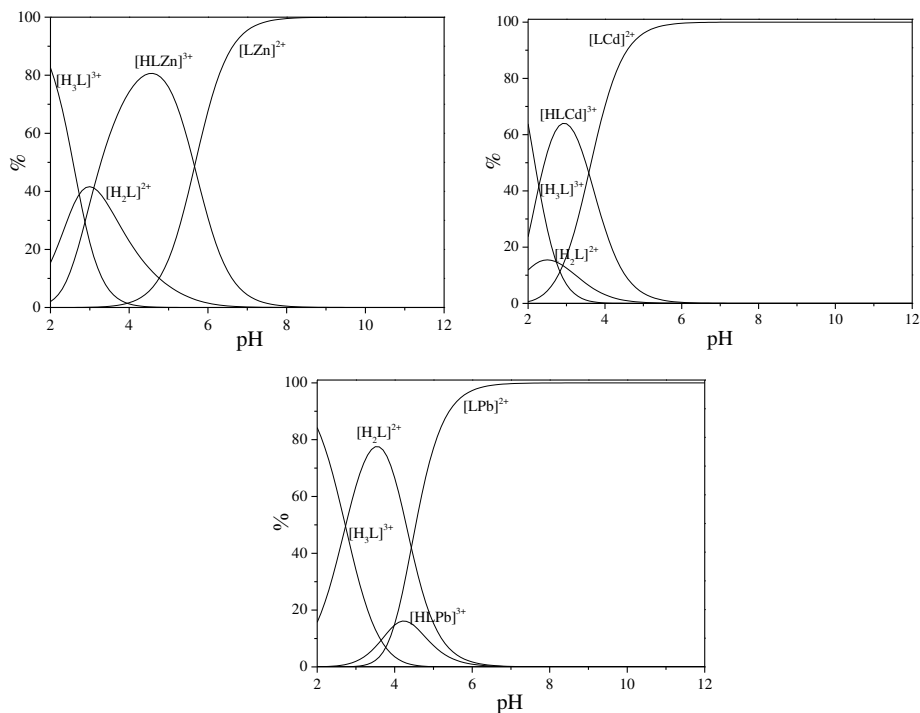 100
80
60
40
20
0
%
[H₃L]³⁺
[HLZn]³⁺
[LZn]²⁺
[H₂L]²⁺
2 4 6 8 10 12
pH
100
80
60
40
20
0
%
[LCd]²⁺
[HLCd]³⁺
[H₃L]³⁺
[H₂L]²⁺
2 4 6 8 10 12
pH
100
80
60
40
20
0
%
[LPb]²⁺
[H₂L]²⁺
[H₃L]³⁺
[HLPb]³⁺
2 4 6 8 10 12
pH